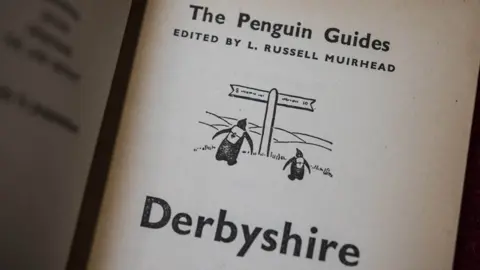 The Penguin Guides
EDITED BY L. RUSSELL MUIRHEAD
Derbyshire